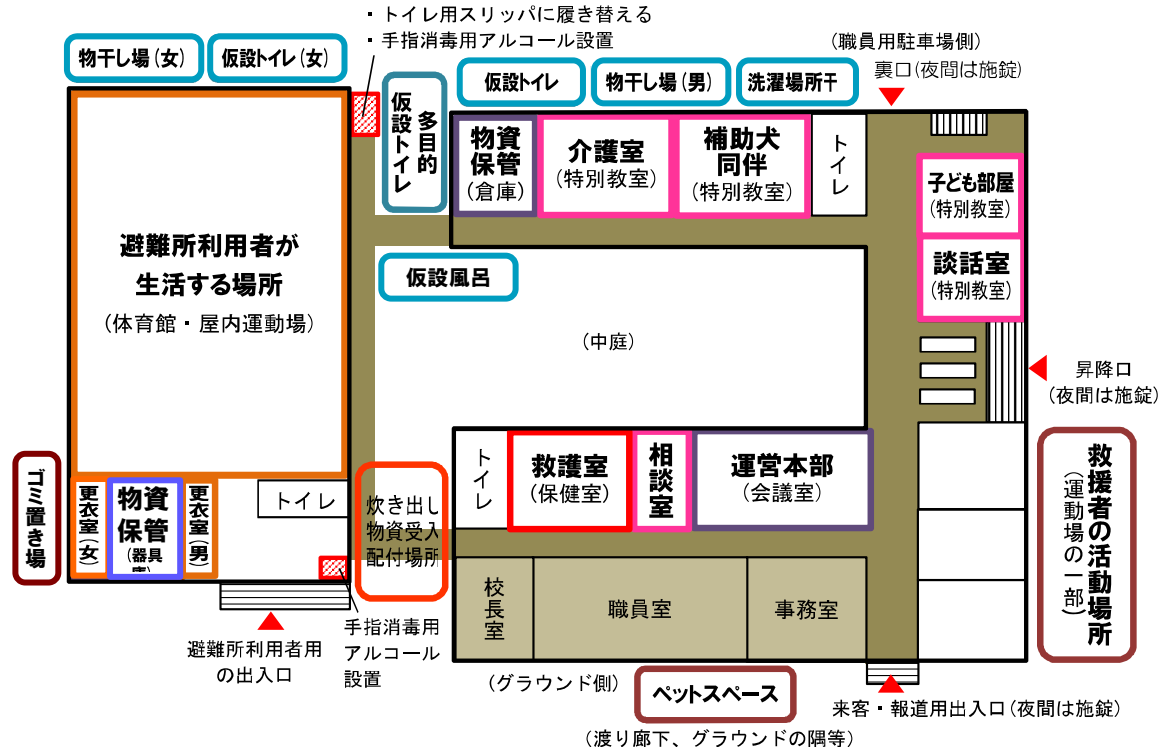 ・トイレ用スリッパに履き替える
・手指消毒用アルコール設置
物干し場(女)
仮設トイレ(女)
多目的
仮設トイレ
仮設トイレ
物干し場(男)
洗濯場所干
(職員用駐車場側)
裏口(夜間は施錠)
物資
保管
(倉庫)
介護室
(特別教室)
補助犬
同伴
(特別教室)
トイレ
子ども部屋
(特別教室)
談話室
(特別教室)
避難所利用者が
生活する場所
(体育館・屋内運動場)
仮設風呂
(中庭)
昇降口
(夜間は施錠)
ゴミ置き場
更衣室(女)
物資
保管
(器具
庫)
更衣室(男)
トイレ
炊き出し
物資受入
配付場所
トイレ
救護室
(保健室)
相談室
運営本部
(会議室)
救援者の活動場所
(運動場の一部)
校長室
職員室
事務室
避難所利用者用
の出入口
手指消毒用
アルコール
設置
(グラウンド側)
ペットスペース
(渡り廊下、グラウンドの隅等)
来客・報道用出入口(夜間は施錠)